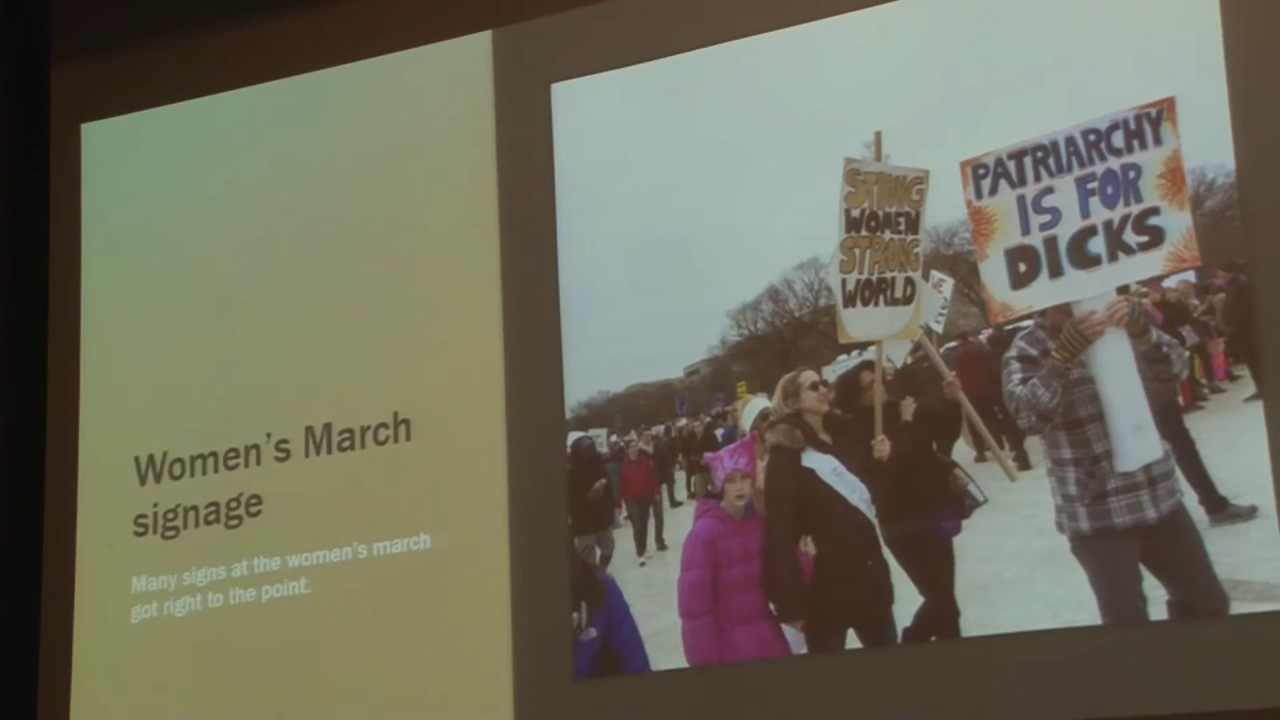 Women's March
signage
Many signs at the women's march
got right to the point.
STRONG
WOMEN
STRONG
WORLD
PATRIARCHY
IS FOR
DICKS